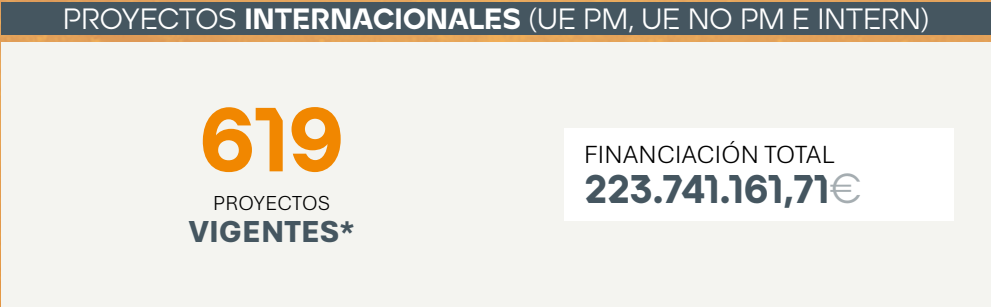 PROYECTOS INTERNACIONALES (UE PM, UE NO PM E INTERN)
619
PROYECTOS
VIGENTES*
FINANCIACIÓN TOTAL
223.741.161,71€